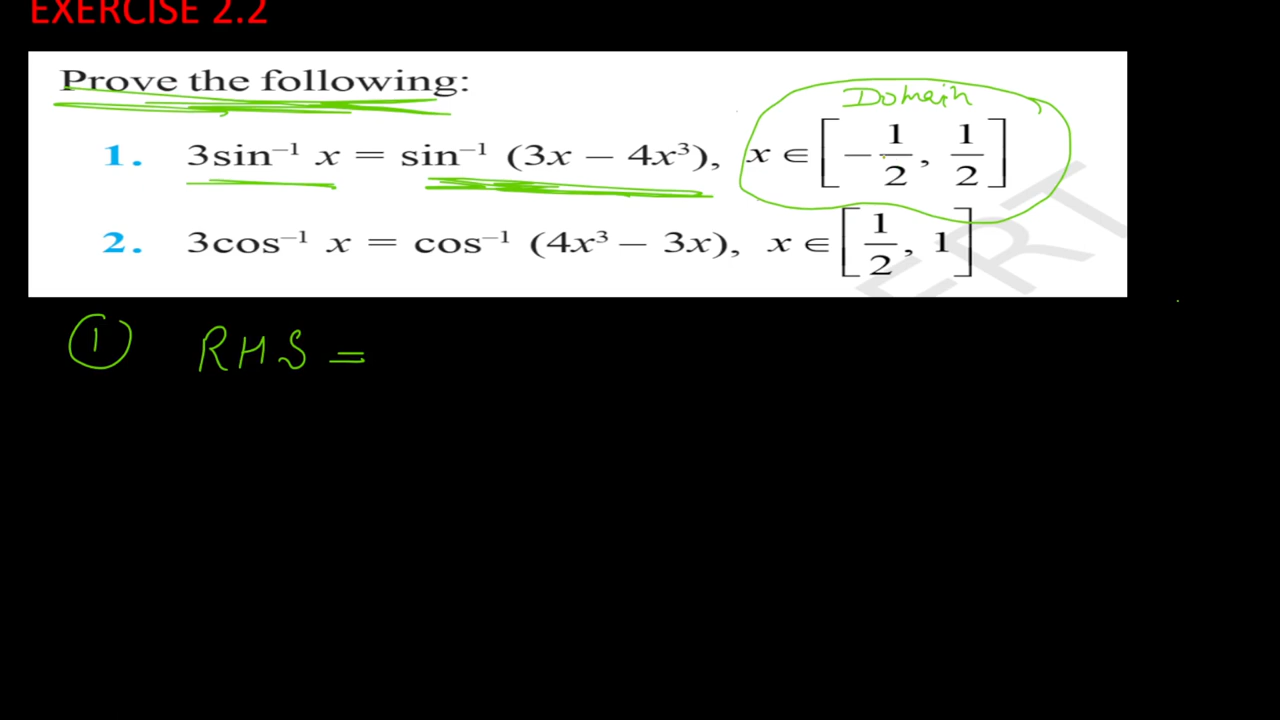 EXERCISE 2.2
Prove the following:
Domain
1. 3sin⁻¹ x = sin⁻¹ (3x – 4x³), x ∈ [–1/2, 1/2]
2. 3cos⁻¹ x = cos⁻¹ (4x³ – 3x), x ∈ [1/2, 1]
① RHS =